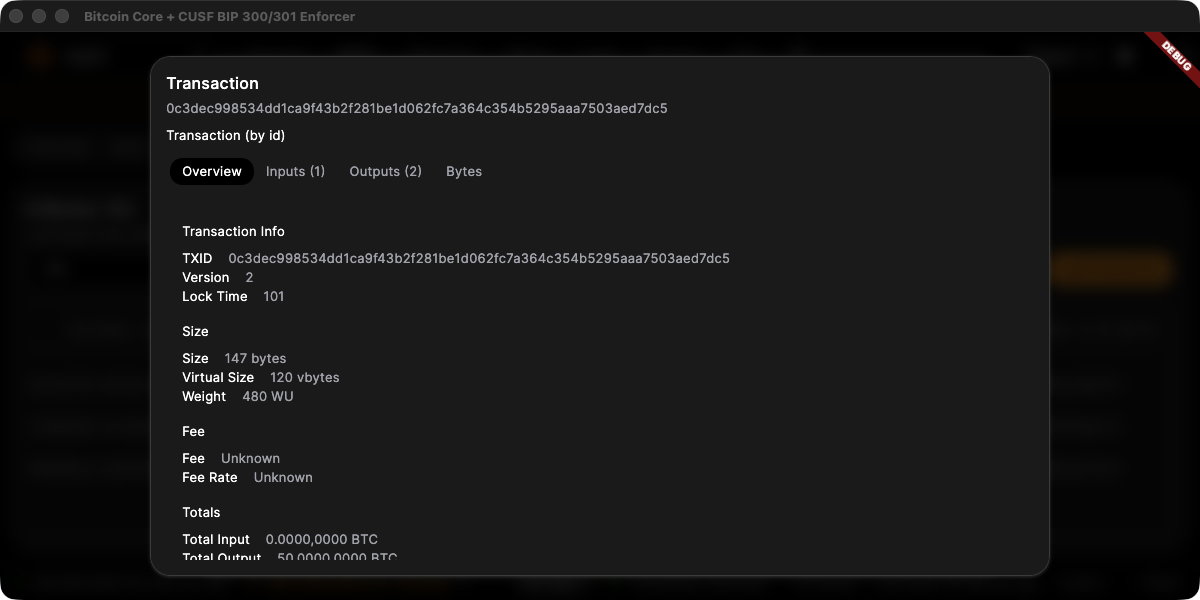 Bitcoin Core + CUSF BIP 300/301 Enforcer
DEBUG
Transaction
0c3dec998534dd1ca9f43b2f281be1d062fc7a364c354b5295aaa7503aed7dc5
Transaction (by id)
Overview Inputs (1) Outputs (2) Bytes
Transaction Info
TXID 0c3dec998534dd1ca9f43b2f281be1d062fc7a364c354b5295aaa7503aed7dc5
Version 2
Lock Time 101
Size
Size 147 bytes
Virtual Size 120 vbytes
Weight 480 WU
Fee
Fee Unknown
Fee Rate Unknown
Totals
Total Input 0.0000,0000 BTC
Total Output 50.0000,0000 BTC